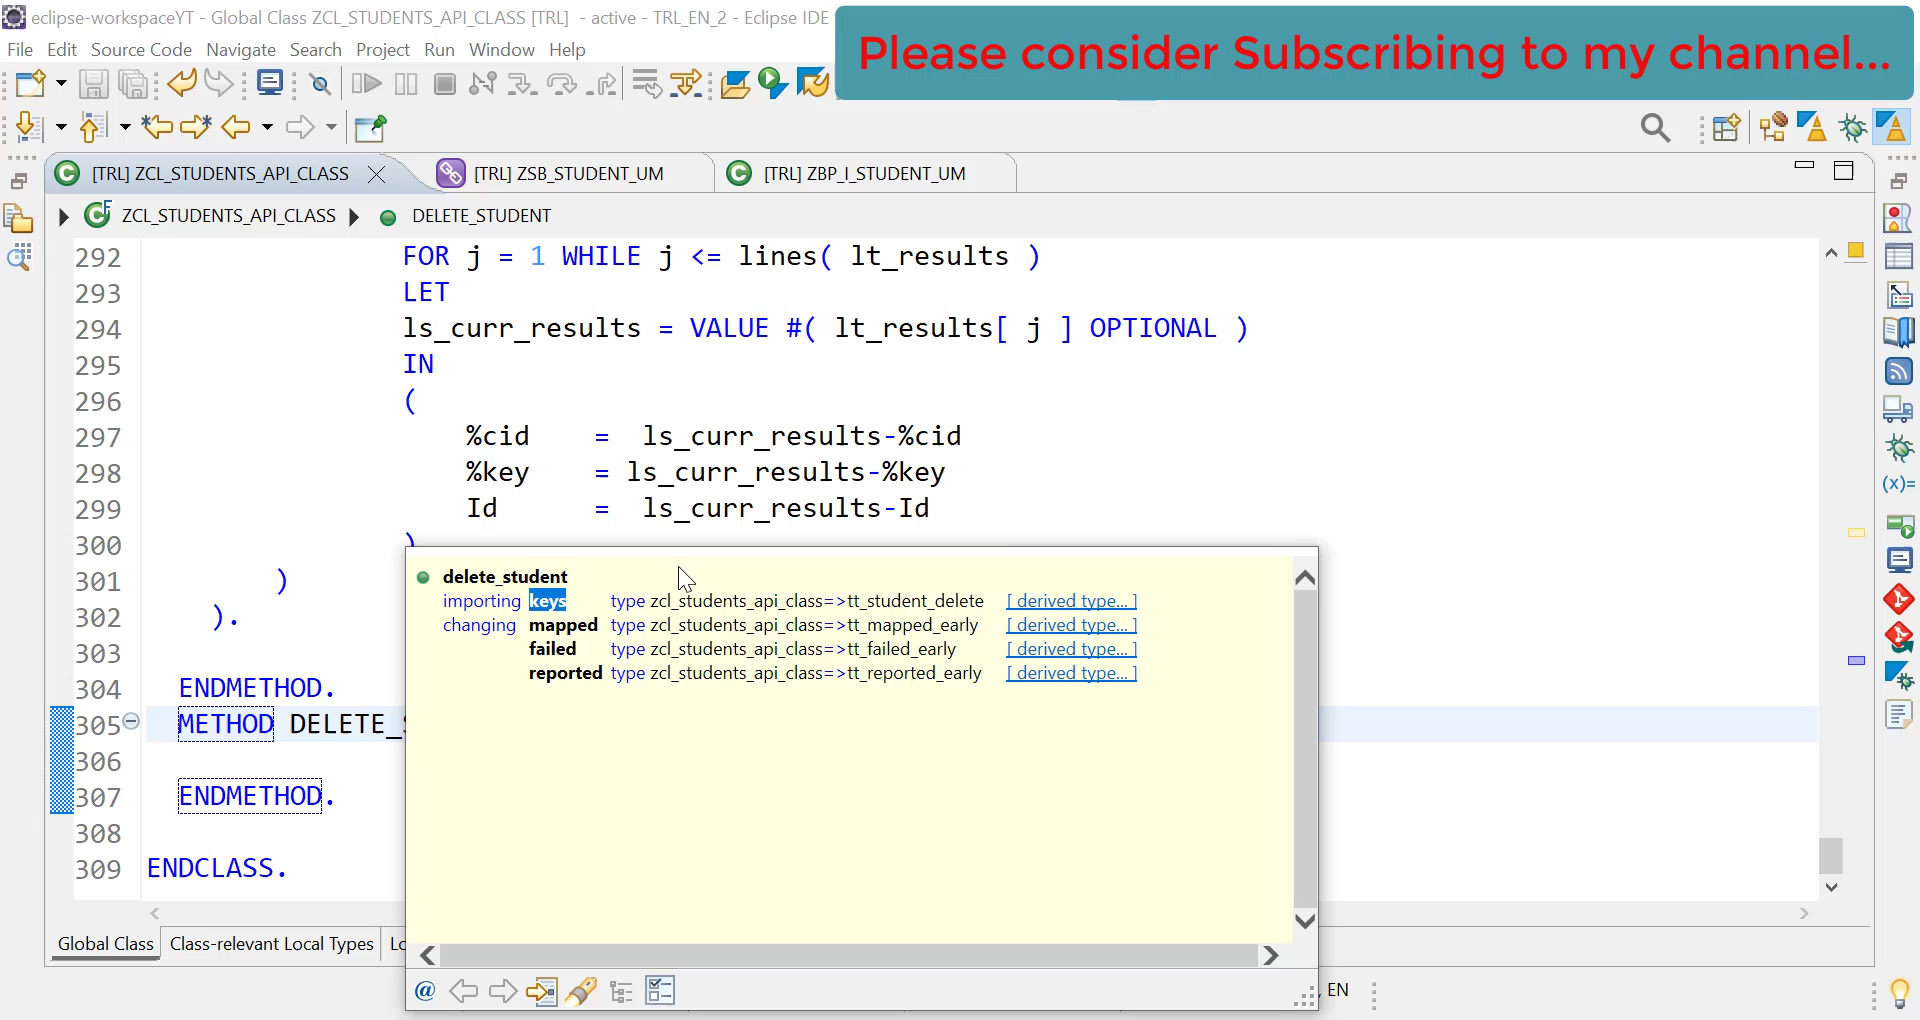 eclipse-workspaceYT - Global Class ZCL_STUDENTS_API_CLASS [TRL] - active - TRL_EN_2 - Eclipse IDE
Please consider Subscribing to my channel...
File Edit Source Code Navigate Search Project Run Window Help
[TRL] ZCL_STUDENTS_API_CLASS
[TRL] ZSB_STUDENT_UM
[TRL] ZBP_I_STUDENT_UM
ZCL_STUDENTS_API_CLASS
DELETE_STUDENT
292 FOR j = 1 WHILE j <= lines( lt_results )
293 LET
294 ls_curr_results = VALUE #( lt_results[ j ] OPTIONAL )
295 IN
296 (
297 %cid = ls_curr_results-%cid
298 %key = ls_curr_results-%key
299 Id = ls_curr_results-Id
300 )
301 )
302 ).
303
304 ENDMETHOD.
305 METHOD DELETE_
306
307 ENDMETHOD.
308
309 ENDCLASS.
delete_student
importing keys type zcl_students_api_class=>tt_student_delete [ derived type... ]
changing mapped type zcl_students_api_class=>tt_mapped_early [ derived type... ]
failed type zcl_students_api_class=>tt_failed_early [ derived type... ]
reported type zcl_students_api_class=>tt_reported_early [ derived type... ]
Global Class
Class-relevant Local Types
Lo
@
, EN
(x)=